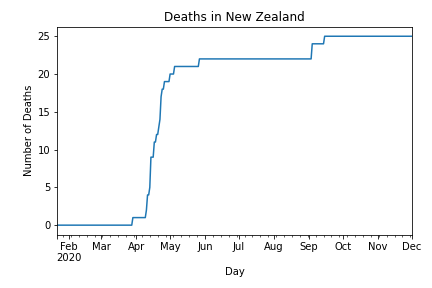 Deaths in New Zealand
25
20
15
10
5
0
Number of Deaths
Feb Mar Apr May Jun Jul Aug Sep Oct Nov Dec
2020
Day